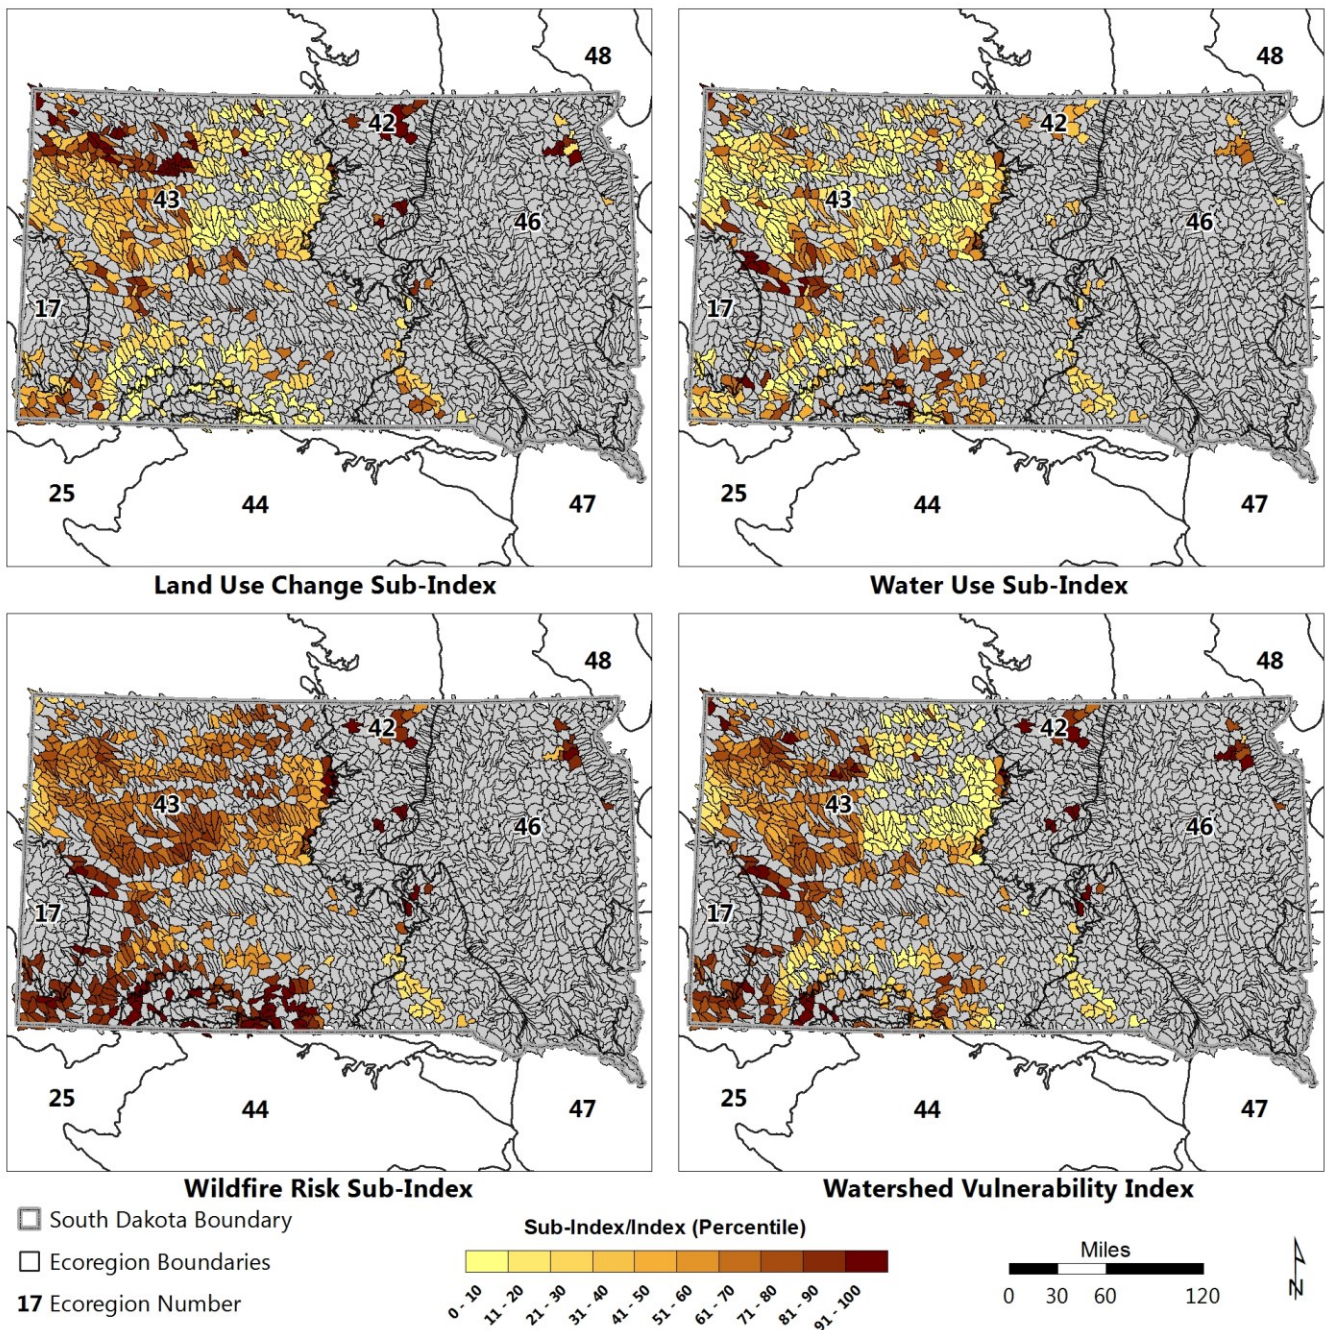 48
42
43
46
17
25
44
47
Land Use Change Sub-Index
48
42
43
46
17
25
44
47
Water Use Sub-Index
48
42
43
46
17
25
44
47
Wildfire Risk Sub-Index
48
42
43
46
17
25
44
47
Watershed Vulnerability Index
South Dakota Boundary
Ecoregion Boundaries
17 Ecoregion Number
Sub-Index/Index (Percentile)
0 - 10
11 - 20
21 - 30
31 - 40
41 - 50
51 - 60
61 - 70
71 - 80
81 - 90
91 - 100
Miles
0 30 60 120
N